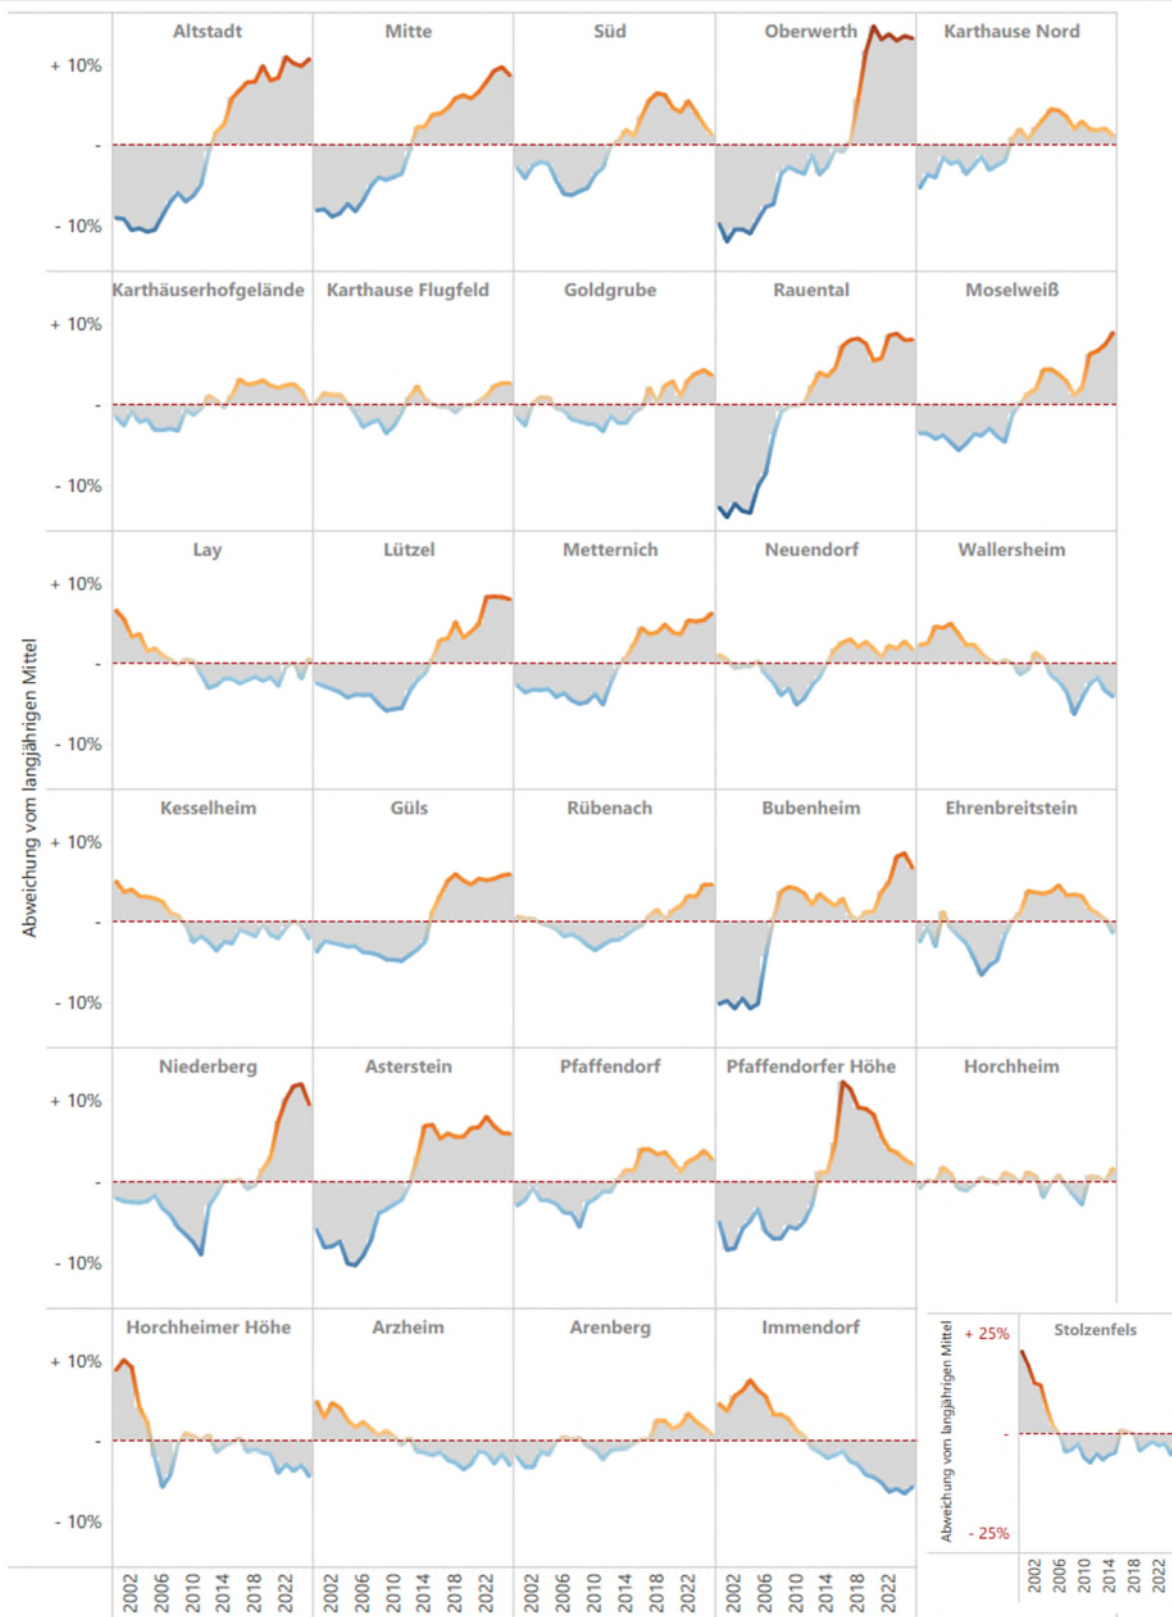 Altstadt Mitte Süd Oberwerth Karthause Nord
+ 10%
-
- 10%
Karthäuserhofgelände Karthause Flugfeld Goldgrube Rauental Moselweiß
+ 10%
-
- 10%
Lay Lützel Metternich Neuendorf Wallersheim
+ 10%
-
- 10%
Abweichung vom langjährigen Mittel
Kesselheim Güls Rübenach Bubenheim Ehrenbreitstein
+ 10%
-
- 10%
Niederberg Asterstein Pfaffendorf Pfaffendorfer Höhe Horchheim
+ 10%
-
- 10%
Horchheimer Höhe Arzheim Arenberg Immendorf
+ 10%
-
- 10%
2002 2006 2010 2014 2018 2022 2002 2006 2010 2014 2018 2022 2002 2006 2010 2014 2018 2022 2002 2006 2010 2014 2018 2022
Abweichung vom langjährigen Mittel
Stolzenfels
+ 25%
-
- 25%
2002 2006 2010 2014 2018 2022